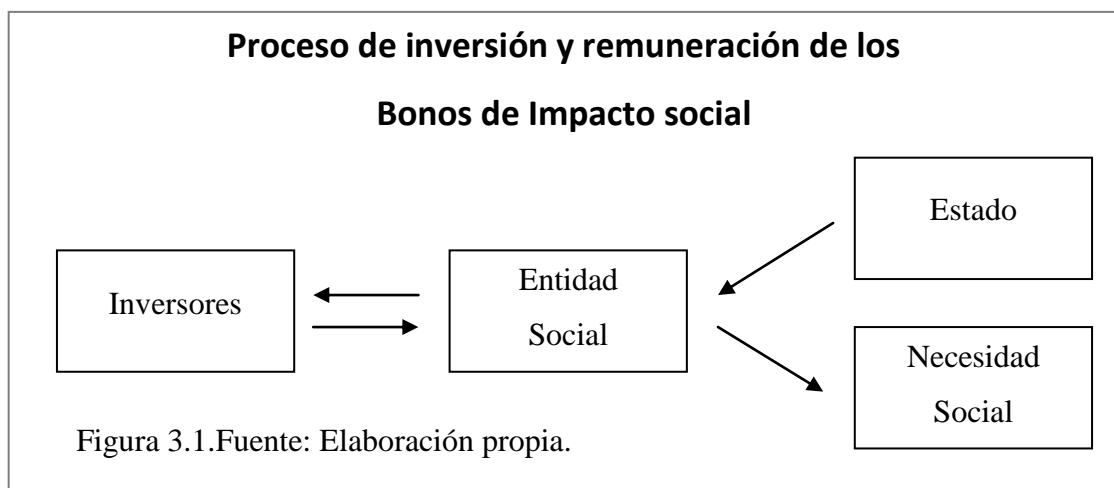 Proceso de inversión y remuneración de los
Bonos de Impacto social
Estado
Inversores
Entidad
Social
Necesidad
Social
Figura 3.1.Fuente: Elaboración propia.